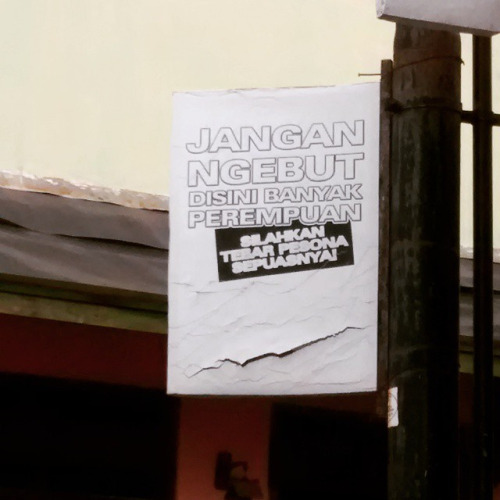 JANGAN
NGEBUT
DISINI BANYAK
PEREMPUAN
SILAHKAN
TEBAR PESONA
SEPUASNYA!